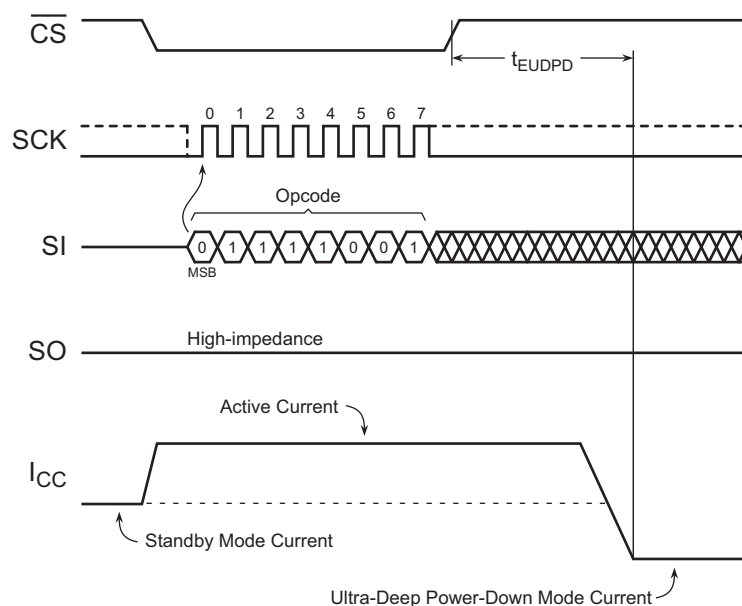 CS
tEUDPD
SCK
0 1 2 3 4 5 6 7
Opcode
SI
0 1 1 1 1 0 0 1
MSB
SO
High-impedance
Active Current
ICC
Standby Mode Current
Ultra-Deep Power-Down Mode Current